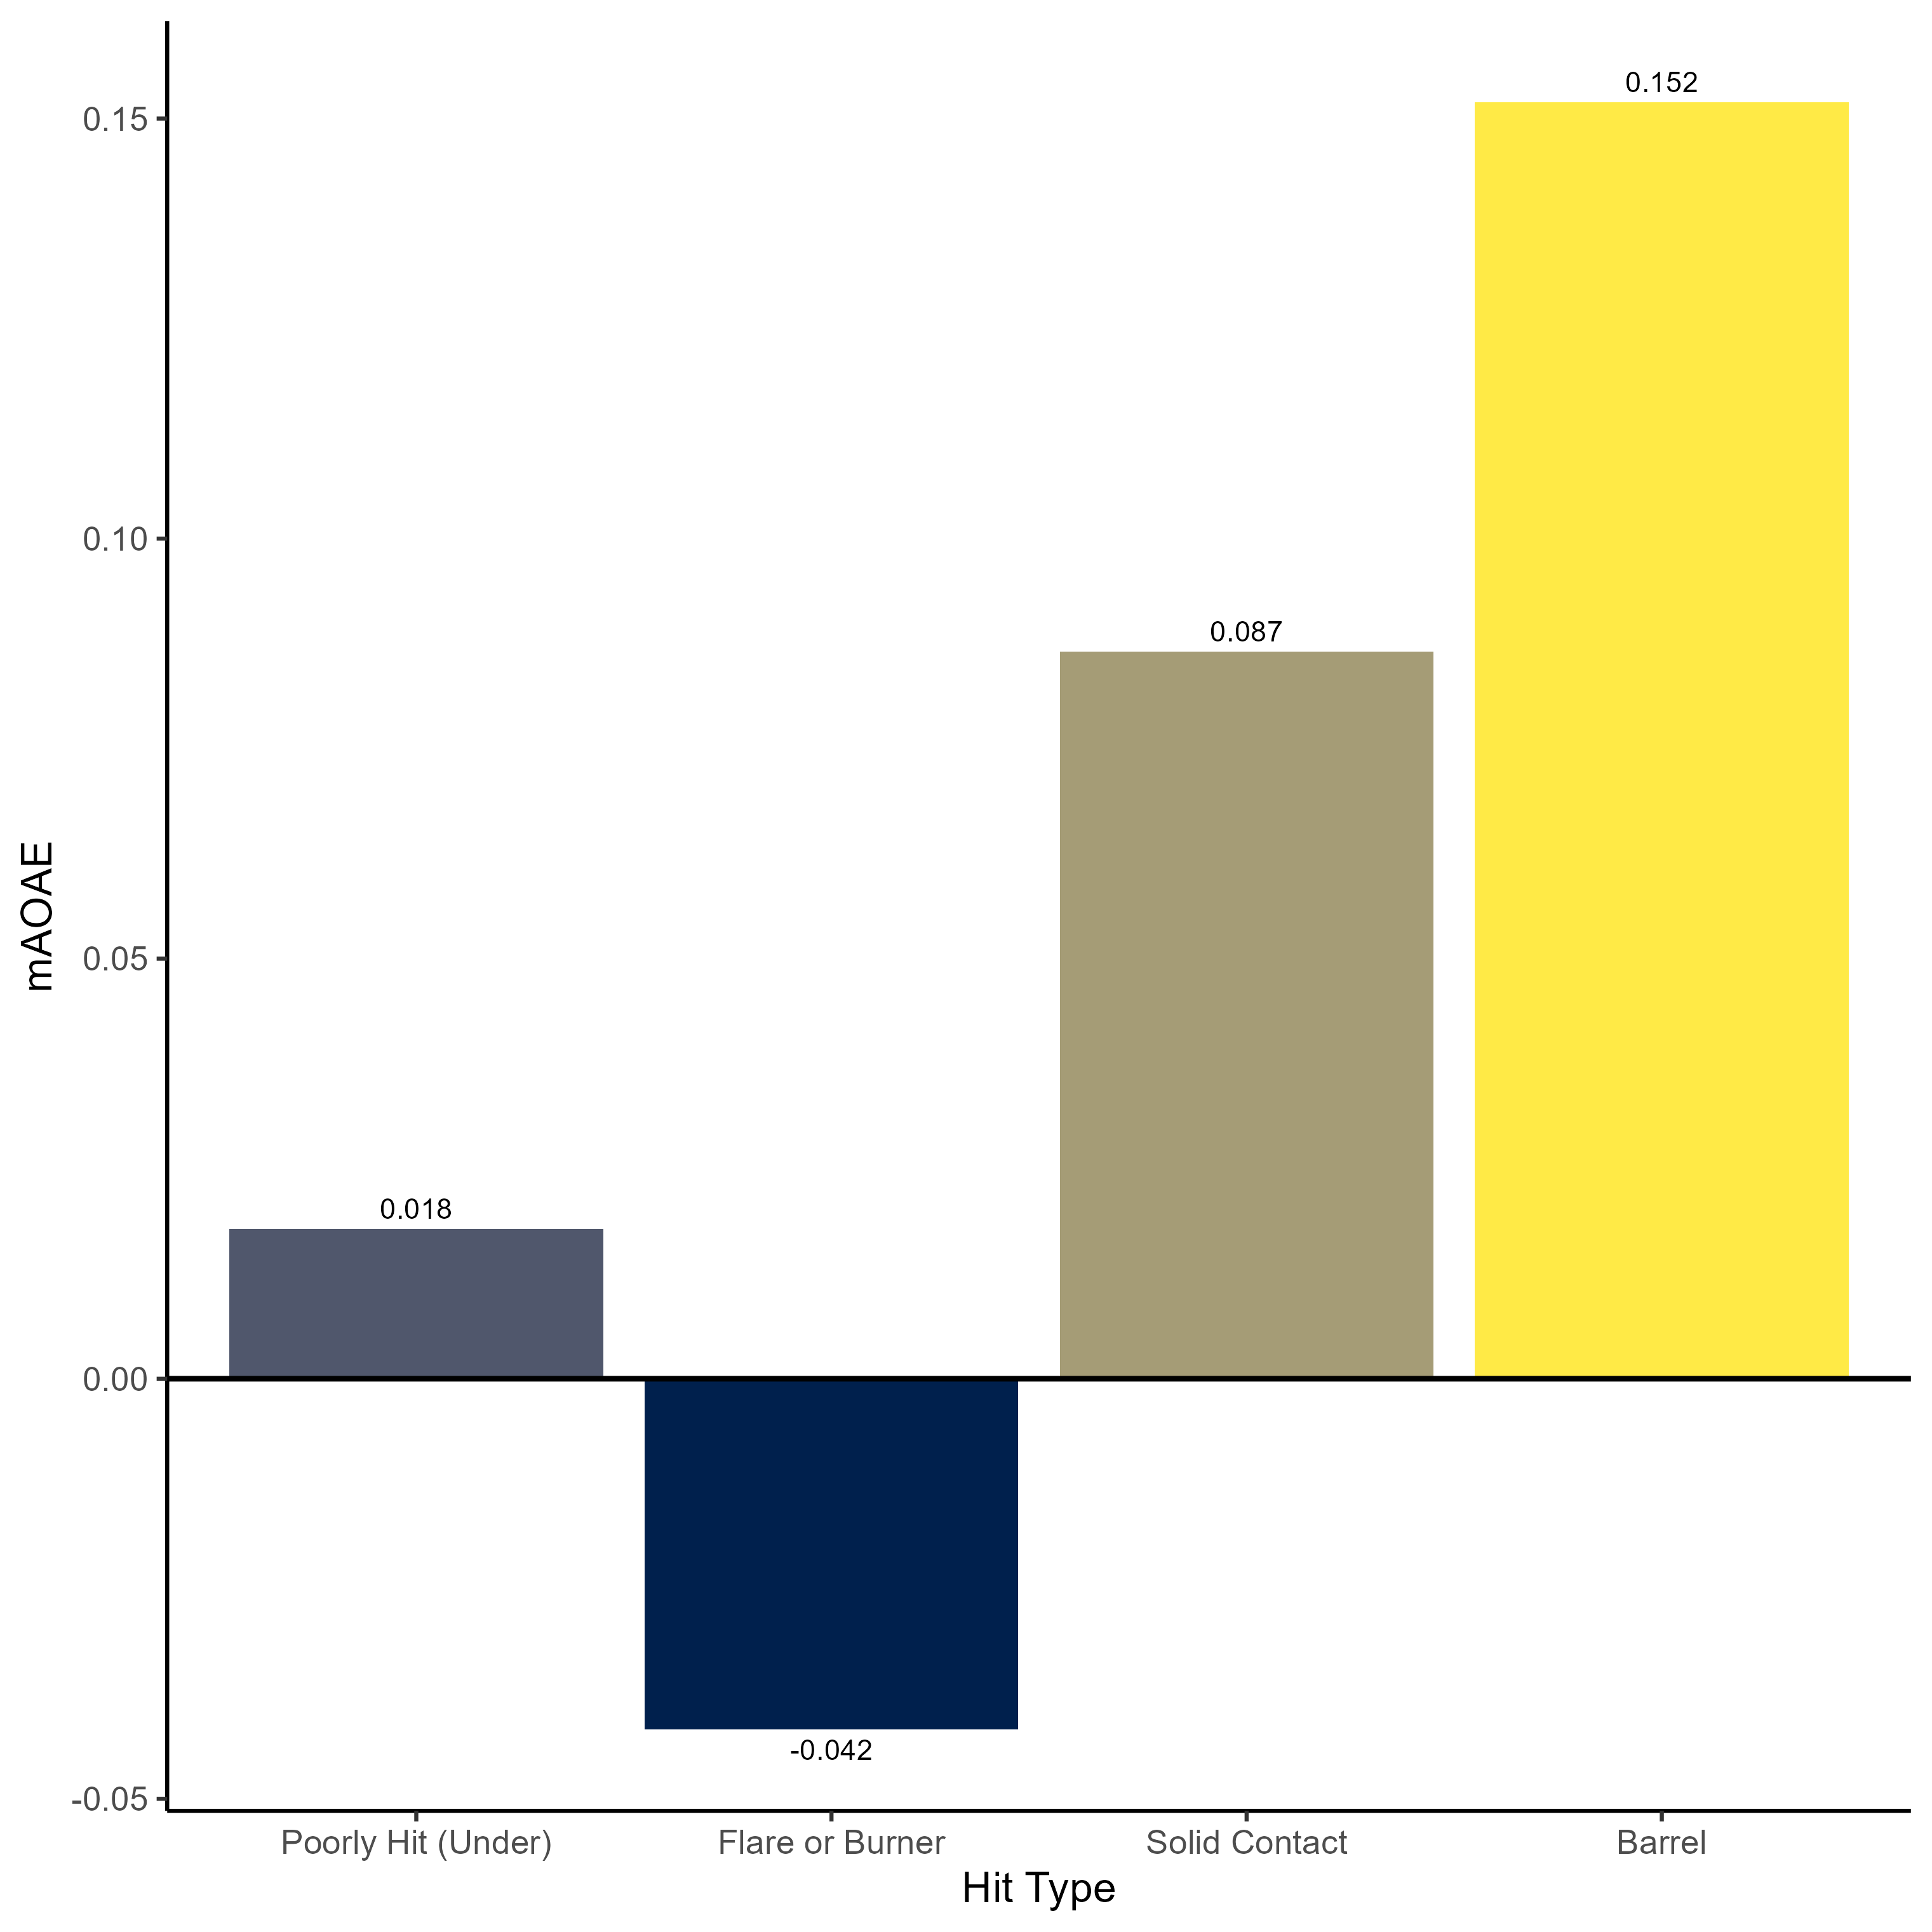 mAOAE
0.15
0.10
0.05
0.00
-0.05
0.018
-0.042
0.087
0.152
Poorly Hit (Under)
Flare or Burner
Solid Contact
Barrel
Hit Type